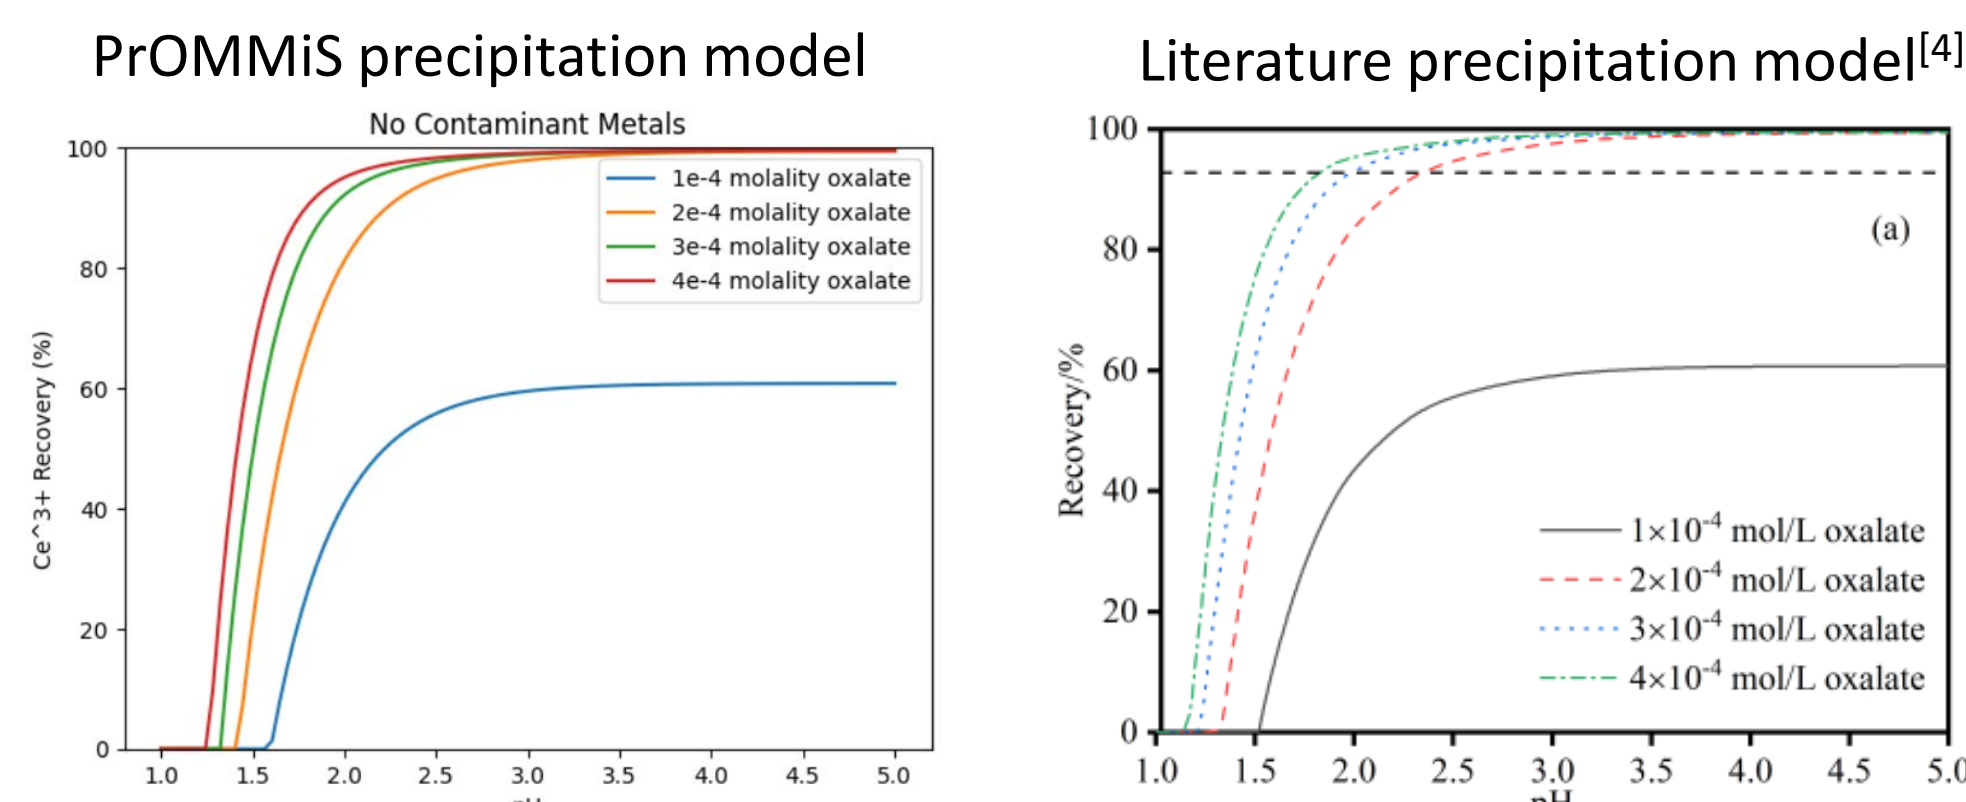 PrOMMiS precipitation model
No Contaminant Metals
100
80
60
40
20
0
Ce^3+ Recovery (%)
1e-4 molality oxalate
2e-4 molality oxalate
3e-4 molality oxalate
4e-4 molality oxalate
1.0 1.5 2.0 2.5 3.0 3.5 4.0 4.5 5.0
pH
Literature precipitation model[4]
100
80
60
40
20
0
Recovery/%
(a)
1×10-4 mol/L oxalate
2×10-4 mol/L oxalate
3×10-4 mol/L oxalate
4×10-4 mol/L oxalate
1.0 1.5 2.0 2.5 3.0 3.5 4.0 4.5 5.0
pH